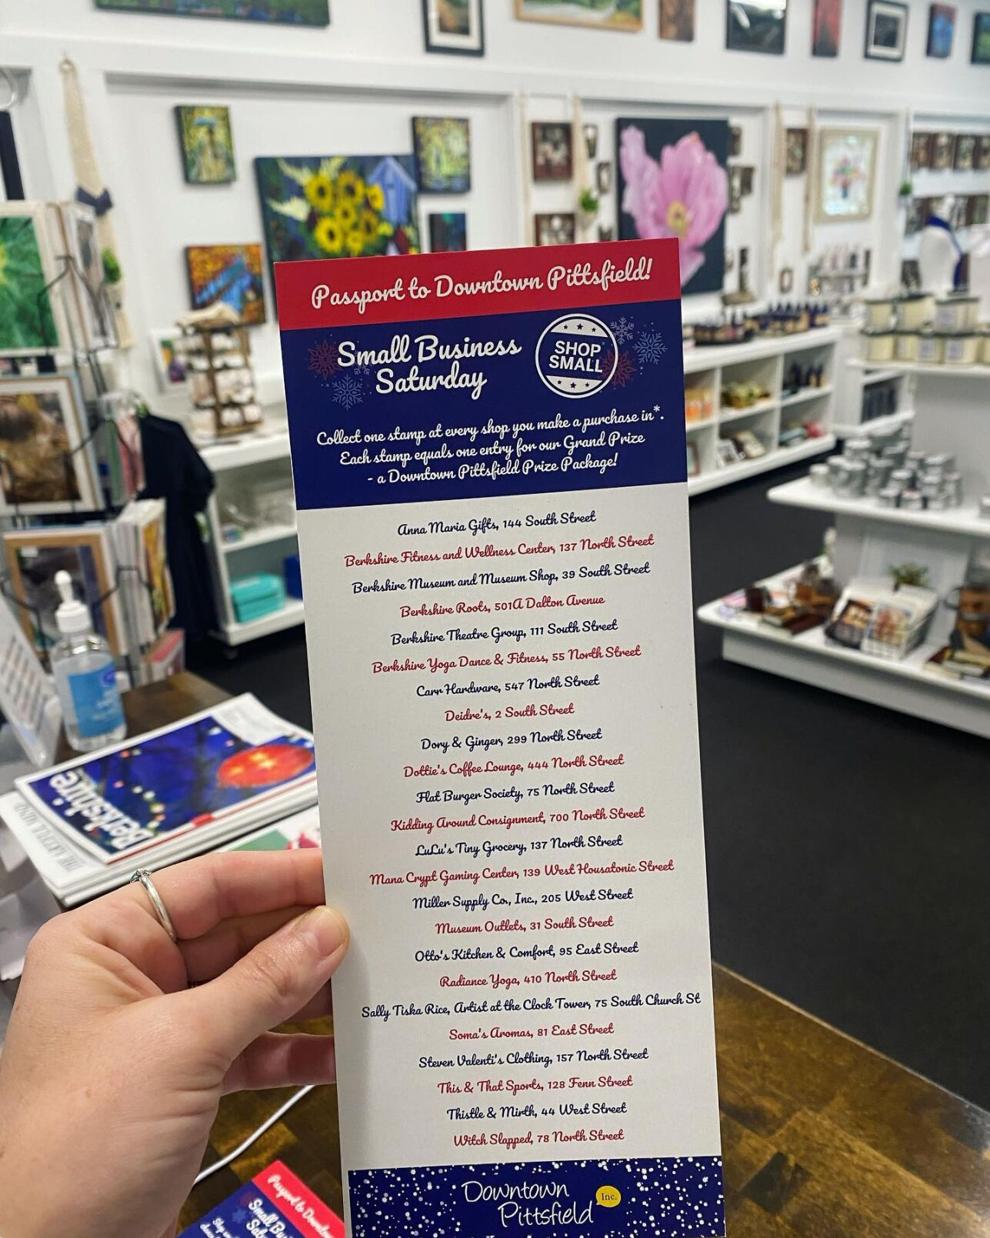 Passport to Downtown Pittsfield!
Small Business
Saturday
SHOP
SMALL
Collect one stamp at every shop you make a purchase in*.
Each stamp equals one entry for our Grand Prize
- a Downtown Pittsfield Prize Package!
Anna Maria Gifts, 144 South Street
Berkshire Fitness and Wellness Center, 137 North Street
Berkshire Museum and Museum Shop, 39 South Street
Berkshire Roots, 501A Dalton Avenue
Berkshire Theatre Group, 111 South Street
Berkshire Yoga Dance & Fitness, 55 North Street
Carr Hardware, 547 North Street
Deidre's, 2 South Street
Dory & Ginger, 299 North Street
Dottie's Coffee Lounge, 444 North Street
Flat Burger Society, 75 North Street
Kidding Around Consignment, 700 North Street
LuLu's Tiny Grocery, 137 North Street
Mana Crypt Gaming Center, 139 West Housatonic Street
Miller Supply Co., Inc., 205 West Street
Museum Outlets, 31 South Street
Otto's Kitchen & Comfort, 95 East Street
Radiance Yoga, 410 North Street
Sally Tiska Rice, Artist at the Clock Tower, 75 South Church St
Soma's Aromas, 81 East Street
Steven Valenti's Clothing, 157 North Street
This & That Sports, 128 Fenn Street
Thistle & Mirth, 44 West Street
Witch Slapped, 78 North Street
Downtown
Pittsfield Inc.
Berkshire
Passport to Downtown
Small Bus